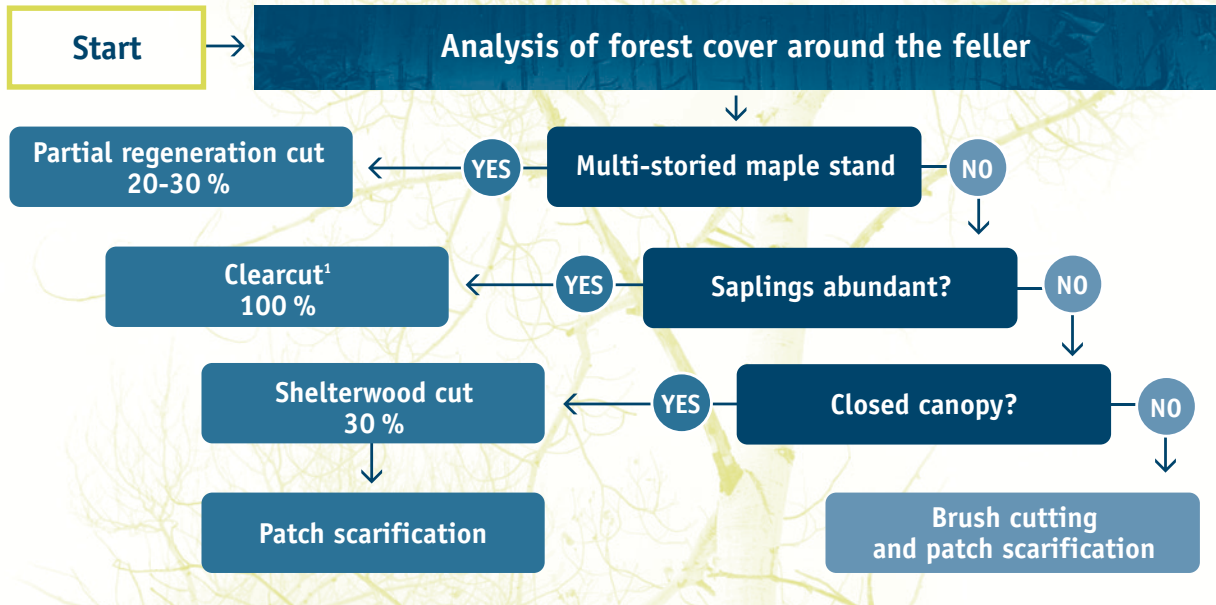 Start
Analysis of forest cover around the feller
Partial regeneration cut
20-30 %
YES
Multi-storied maple stand
NO
Clearcut¹
100 %
YES
Saplings abundant?
NO
Shelterwood cut
30 %
YES
Closed canopy?
NO
Patch scarification
Brush cutting
and patch scarification